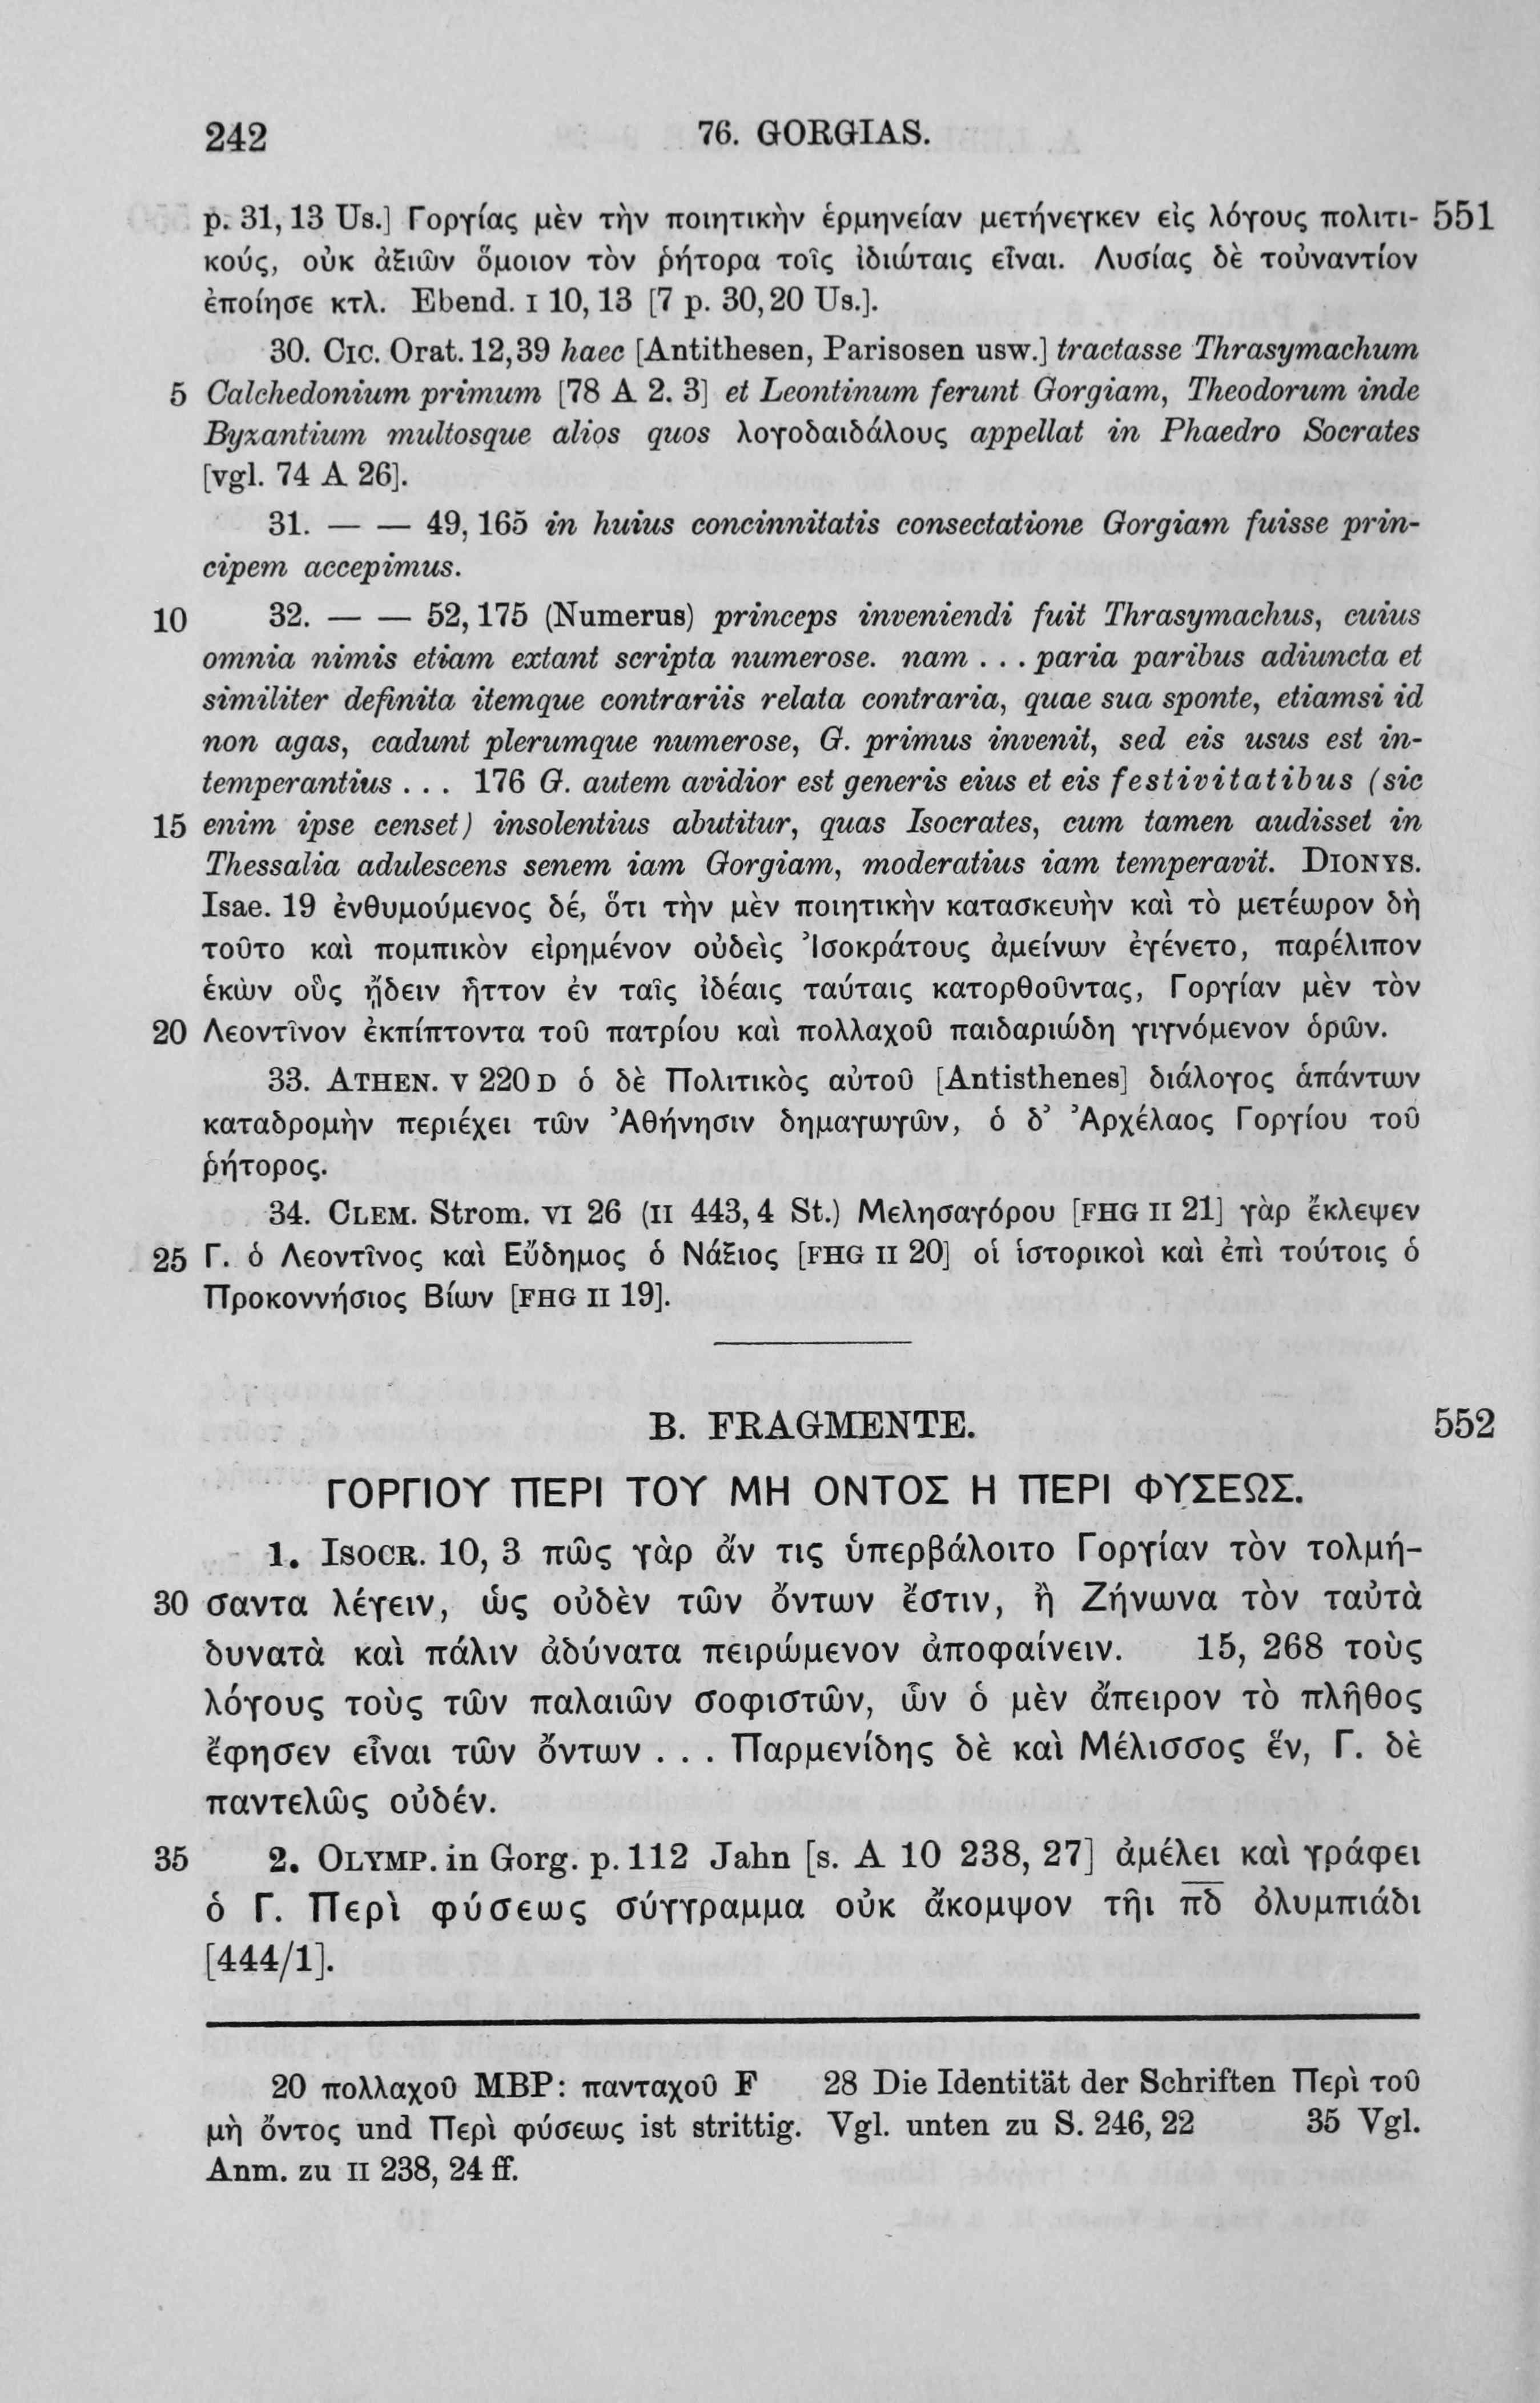 242 76. GORGIAS.
p. 31,13 Us.] Γοργίας μὲν τὴν ποιητικὴν ἑρμηνείαν μετήνεγκεν εἰς λόγους πολιτι- 551
κούς, οὐκ ἀξιῶν ὅμοιον τὸν ῥήτορα τοῖς ἰδιώταις εἶναι. Λυσίας δὲ τοὐναντίον
ἐποίησε κτλ. Ebend. I 10,13 [7 p. 30,20 Us.].
30. CIC. Orat. 12,39 haec [Antithesen, Parisosen usw.] tractasse Thrasymachum
5 Calchedonium primum [78 A 2. 3] et Leontinum ferunt Gorgiam, Theodorum inde
Byzantium multosque alios quos λογοδαιδάλους appellat in Phaedro Socrates
[vgl. 74 A 26].
31. — — 49, 165 in huius concinnitatis consectatione Gorgiam fuisse prin-
cipem accepimus.
10 32. — — 52, 175 (Numerus) princeps inveniendi fuit Thrasymachus, cuius
omnia nimis etiam extant scripta numerose. nam . . . paria paribus adiuncta et
similiter definita itemque contrariis relata contraria, quae sua sponte, etiamsi id
non agas, cadunt plerumque numerose, G. primus invenit, sed eis usus est in-
temperantius . . . 176 G. autem avidior est generis eius et eis festivitatibus (sic
15 enim ipse censet) insolentius abutitur, quas Isocrates, cum tamen audisset in
Thessalia adulescens senem iam Gorgiam, moderatius iam temperavit. DIONYS.
Isae. 19 ἐνθυμούμενος δέ, ὅτι τὴν μὲν ποιητικὴν κατασκευὴν καὶ τὸ μετέωρον δὴ
τοῦτο καὶ πομπικὸν εἰρημένον οὐδεὶς Ἰσοκράτους ἀμείνων ἐγένετο, παρέλιπον
ἑκὼν οὓς ᾔδειν ἧττον ἐν ταῖς ἰδέαις ταύταις κατορθοῦντας, Γοργίαν μὲν τὸν
20 Λεοντῖνον ἐκπίπτοντα τοῦ πατρίου καὶ πολλαχοῦ παιδαριώδη γιγνόμενον ὁρῶν.
33. ATHEN. V 220 D ὁ δὲ Πολιτικὸς αὐτοῦ [Antisthenes] διάλογος ἁπάντων
καταδρομὴν περιέχει τῶν Ἀθήνησιν δημαγωγῶν, ὁ δ᾽ Ἀρχέλαος Γοργίου τοῦ
ῥήτορος.
34. CLEM. Strom. VI 26 (II 443, 4 St.) Μελησαγόρου [FHG II 21] γὰρ ἔκλεψεν
25 Γ. ὁ Λεοντῖνος καὶ Εὔδημος ὁ Νάξιος [FHG II 20] οἱ ἱστορικοὶ καὶ ἐπὶ τούτοις ὁ
Προκοννήσιος Βίων [FHG II 19].
B. FRAGMENTE. 552
ΓΟΡΓΙΟΥ ΠΕΡΙ ΤΟΥ ΜΗ ΟΝΤΟΣ Η ΠΕΡΙ ΦΥΣΕΩΣ.
1. ISOCR. 10, 3 πῶς γὰρ ἄν τις ὑπερβάλοιτο Γοργίαν τὸν τολμή-
30 σαντα λέγειν, ὡς οὐδὲν τῶν ὄντων ἔστιν, ἢ Ζήνωνα τὸν ταὐτὰ
δυνατὰ καὶ πάλιν ἀδύνατα πειρώμενον ἀποφαίνειν. 15, 268 τοὺς
λόγους τοὺς τῶν παλαιῶν σοφιστῶν, ὧν ὁ μὲν ἄπειρον τὸ πλῆθος
ἔφησεν εἶναι τῶν ὄντων . . . Παρμενίδης δὲ καὶ Μέλισσος ἕν, Γ. δὲ
παντελῶς οὐδέν.
35 2. OLYMP. in Gorg. p. 112 Jahn [s. A 10 238, 27] ἀμέλει καὶ γράφει
ὁ Γ. Περὶ φύσεως σύγγραμμα οὐκ ἄκομψον τῆι π̅δ̅ ὀλυμπιάδι
[444/1].
20 πολλαχοῦ MBP: πανταχοῦ F 28 Die Identität der Schriften Περὶ τοῦ
μὴ ὄντος und Περὶ φύσεως ist strittig. Vgl. unten zu S. 246, 22 35 Vgl.
Anm. zu II 238, 24 ff.